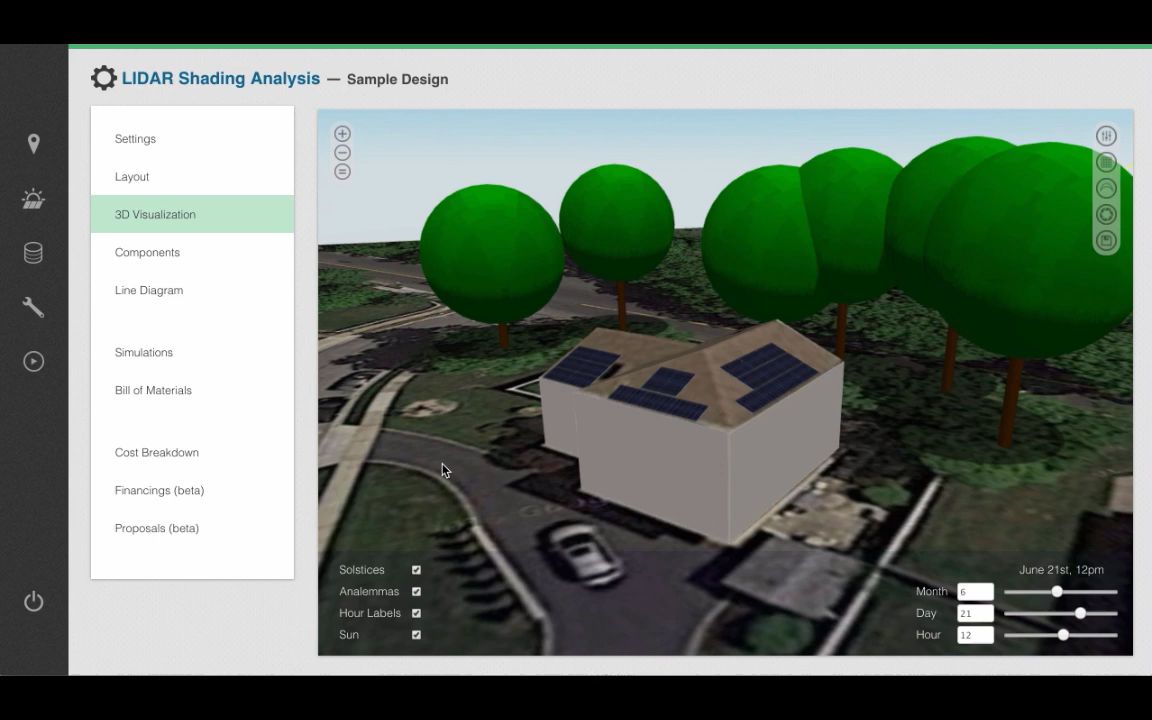 LIDAR Shading Analysis — Sample Design
Settings
Layout
3D Visualization
Components
Line Diagram
Simulations
Bill of Materials
Cost Breakdown
Financings (beta)
Proposals (beta)
Solstices
Analemmas
Hour Labels
Sun
June 21st, 12pm
Month 6
Day 21
Hour 12